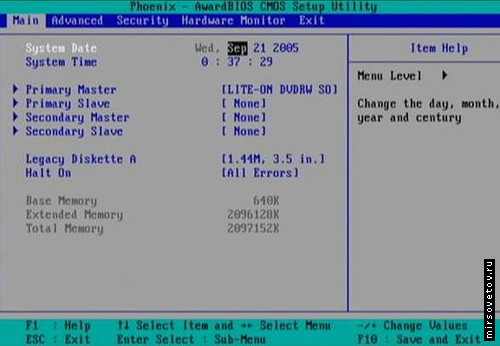 Phoenix - AwardBIOS CMOS Setup Utility
Main Advanced Security Hardware Monitor Exit
System Date Wed, Sep 21 2005
System Time 0 : 37 : 29
Primary Master [LITE-ON DVDRW SO]
Primary Slave [ None]
Secondary Master [ None]
Secondary Slave [ None]
Legacy Diskette A [1.44M, 3.5 in.]
Halt On [All Errors]
Base Memory 640K
Extended Memory 2096128K
Total Memory 2097152K
Item Help
Menu Level ▶
Change the day, month,
year and century
F1 : Help ↑↓ Select Item and ←→ Select Menu -/+ Change Values
ESC : Exit Enter Select : Sub-Menu F10 : Save and Exit
mirsovetov.ru